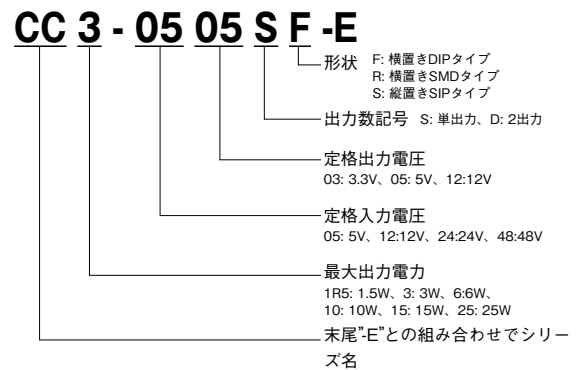 CC 3 - 05 05 S F -E
形状 F: 横置きDIPタイプ
R: 横置きSMDタイプ
S: 縦置きSIPタイプ
出力数記号 S: 単出力、D: 2出力
定格出力電圧
03: 3.3V、05: 5V、12:12V
定格入力電圧
05: 5V、12:12V、24:24V、48:48V
最大出力電力
1R5: 1.5W、3: 3W、6:6W、
10: 10W、15: 15W、25: 25W
末尾"-E"との組み合わせでシリー
ズ名